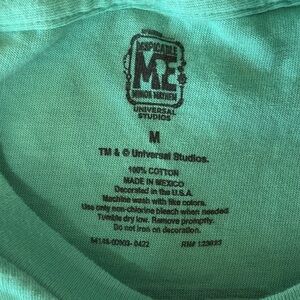 DESPICABLE
ME
MINION MAYHEM
UNIVERSAL
STUDIOS
M
TM & © Universal Studios.
100% COTTON
MADE IN MEXICO
Decorated in the U.S.A.
Machine wash with like colors.
Use only non-chlorine bleach when needed.
Tumble dry low. Remove promptly.
Do not iron on decoration.
RN#